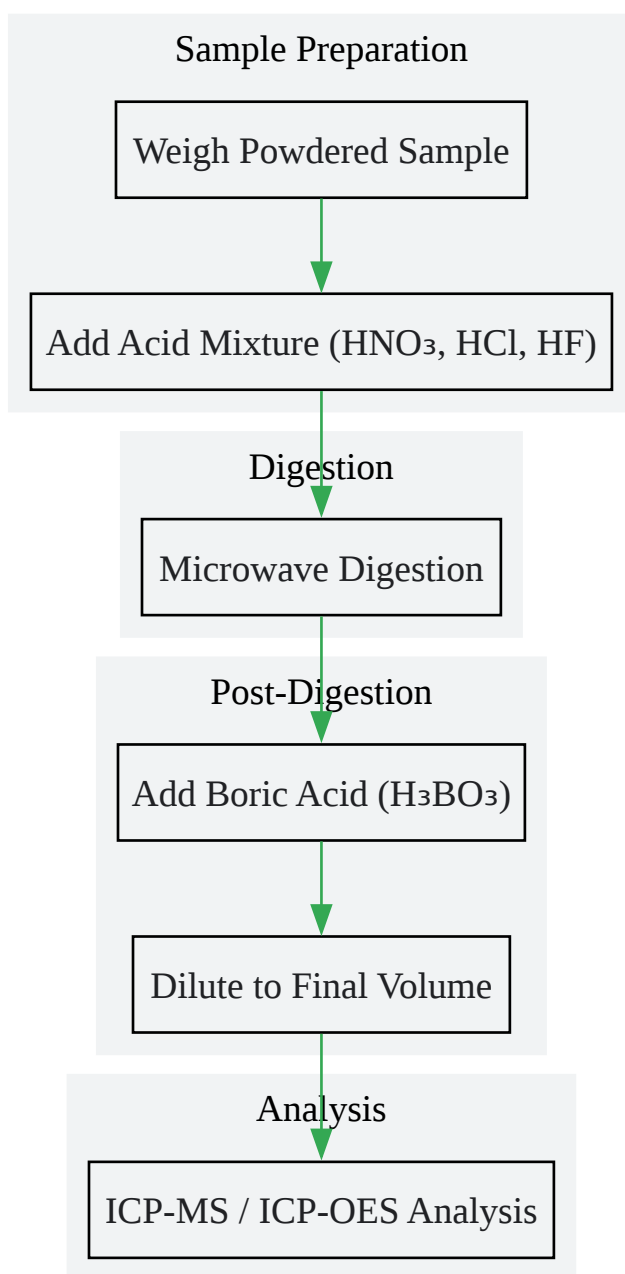 Sample Preparation
Weigh Powdered Sample
Add Acid Mixture (HNO₃, HCl, HF)
Digestion
Microwave Digestion
Post-Digestion
Add Boric Acid (H₃BO₃)
Dilute to Final Volume
Analysis
ICP-MS / ICP-OES Analysis